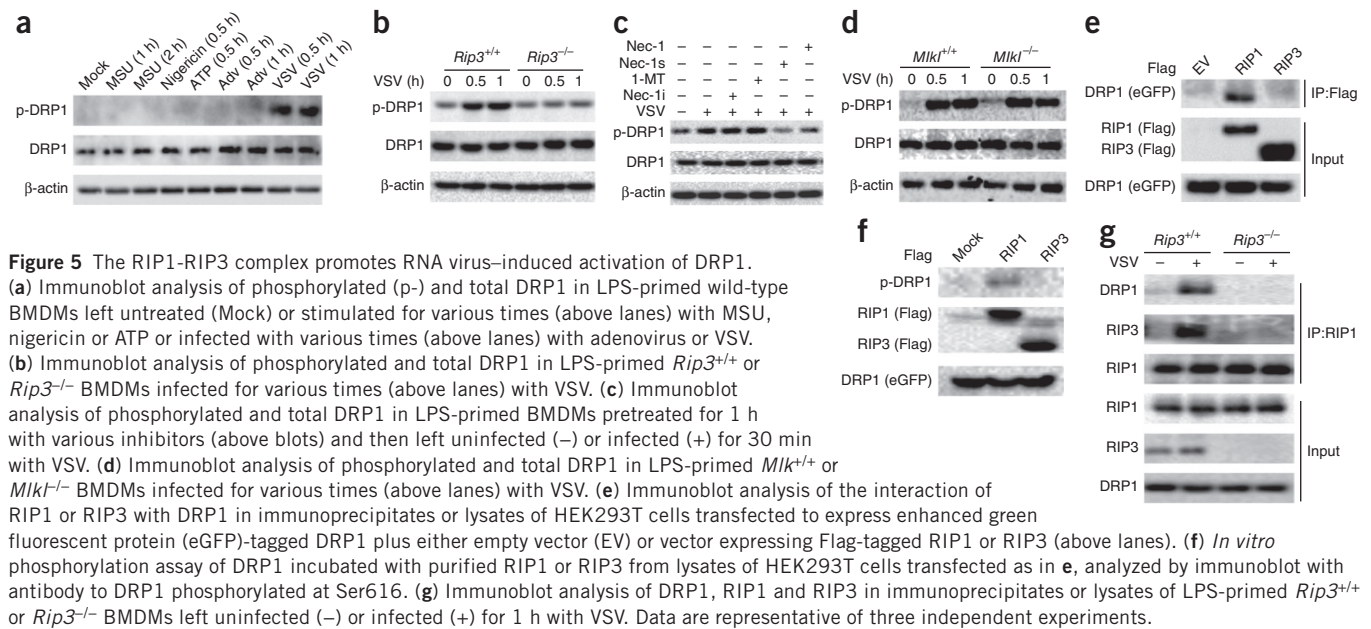 a
Mock
MSU (1 h)
MSU (2 h)
Nigericin (0.5 h)
ATP (0.5 h)
Adv (0.5 h)
Adv (1 h)
VSV (0.5 h)
VSV (1 h)
p-DRP1
DRP1
β-actin
b
Rip3+/+ Rip3–/–
VSV (h) 0 0.5 1 0 0.5 1
p-DRP1
DRP1
β-actin
c
Nec-1 – – – – – +
Nec-1s – – – – + –
1-MT – – – + – –
Nec-1i – – + – – –
VSV – + + + + +
p-DRP1
DRP1
β-actin
d
Mlkl+/+ Mlkl–/–
VSV (h) 0 0.5 1 0 0.5 1
p-DRP1
DRP1
β-actin
e
Flag EV RIP1 RIP3
DRP1 (eGFP) IP:Flag
RIP1 (Flag)
RIP3 (Flag)
Input
DRP1 (eGFP)
f
Flag Mock RIP1 RIP3
p-DRP1
RIP1 (Flag)
RIP3 (Flag)
DRP1 (eGFP)
g
Rip3+/+ Rip3–/–
VSV – + – +
DRP1
RIP3 IP:RIP1
RIP1
RIP1
RIP3 Input
DRP1
Figure 5 The RIP1-RIP3 complex promotes RNA virus–induced activation of DRP1.
(a) Immunoblot analysis of phosphorylated (p-) and total DRP1 in LPS-primed wild-type
BMDMs left untreated (Mock) or stimulated for various times (above lanes) with MSU,
nigericin or ATP or infected with various times (above lanes) with adenovirus or VSV.
(b) Immunoblot analysis of phosphorylated and total DRP1 in LPS-primed Rip3+/+ or
Rip3–/– BMDMs infected for various times (above lanes) with VSV. (c) Immunoblot
analysis of phosphorylated and total DRP1 in LPS-primed BMDMs pretreated for 1 h
with various inhibitors (above blots) and then left uninfected (–) or infected (+) for 30 min
with VSV. (d) Immunoblot analysis of phosphorylated and total DRP1 in LPS-primed Mlk+/+ or
Mlkl–/– BMDMs infected for various times (above lanes) with VSV. (e) Immunoblot analysis of the interaction of
RIP1 or RIP3 with DRP1 in immunoprecipitates or lysates of HEK293T cells transfected to express enhanced green
fluorescent protein (eGFP)-tagged DRP1 plus either empty vector (EV) or vector expressing Flag-tagged RIP1 or RIP3 (above lanes). (f) In vitro
phosphorylation assay of DRP1 incubated with purified RIP1 or RIP3 from lysates of HEK293T cells transfected as in e, analyzed by immunoblot with
antibody to DRP1 phosphorylated at Ser616. (g) Immunoblot analysis of DRP1, RIP1 and RIP3 in immunoprecipitates or lysates of LPS-primed Rip3+/+
or Rip3–/– BMDMs left uninfected (–) or infected (+) for 1 h with VSV. Data are representative of three independent experiments.